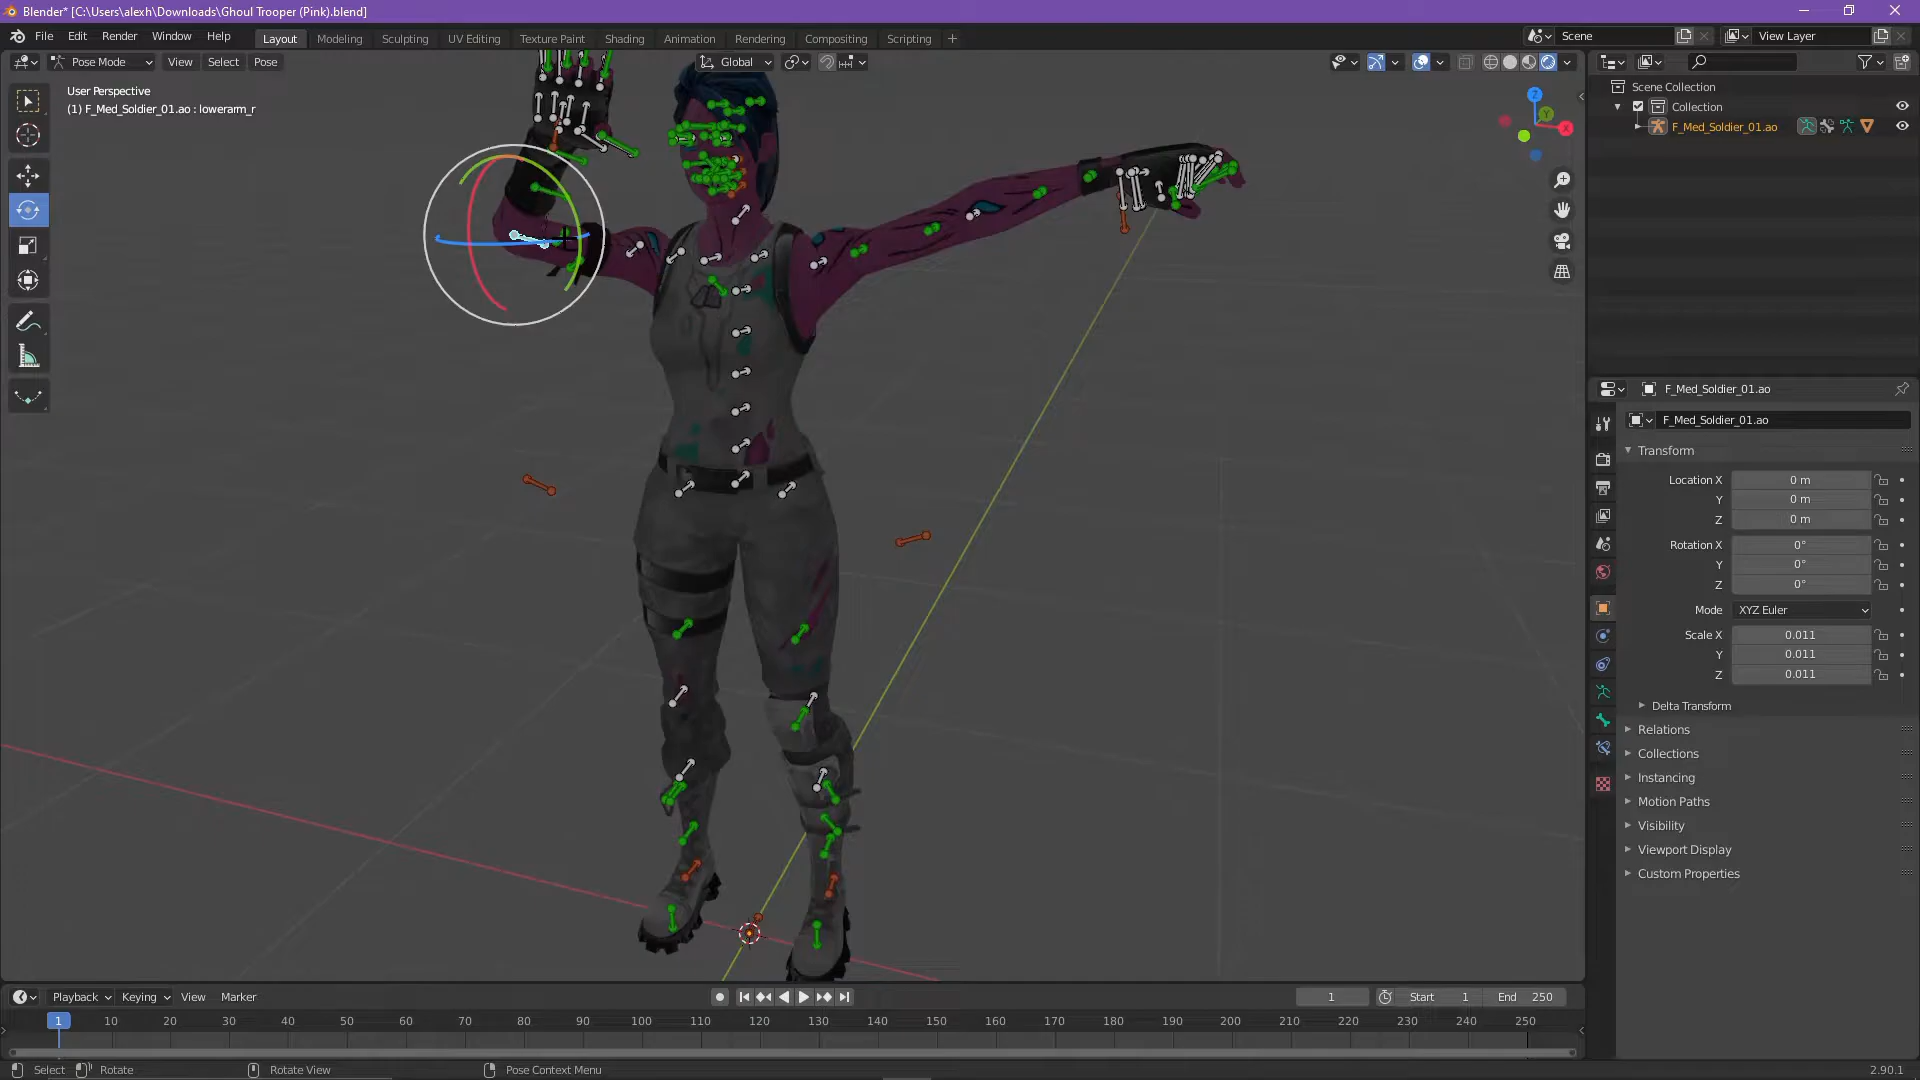 Blender* [C:\Users\alexh\Downloads\Ghoul Trooper (Pink).blend]
File Edit Render Window Help Layout Modeling Sculpting UV Editing Texture Paint Shading Animation Rendering Compositing Scripting Scene View Layer
Pose Mode View Select Pose Global
User Perspective
(1) F_Med_Soldier_01.ao : lowerarm_r
Z
Y
X
Scene Collection
Collection
F_Med_Soldier_01.ao
F_Med_Soldier_01.ao
F_Med_Soldier_01.ao
Transform
Location X 0 m
Y 0 m
Z 0 m
Rotation X 0°
Y 0°
Z 0°
Mode XYZ Euler
Scale X 0.011
Y 0.011
Z 0.011
Delta Transform
Relations
Collections
Instancing
Motion Paths
Visibility
Viewport Display
Custom Properties
Playback Keying View Marker 1 Start 1 End 250
1 10 20 30 40 50 60 70 80 90 100 110 120 130 140 150 160 170 180 190 200 210 220 230 240 250
Select Rotate Rotate View Pose Context Menu 2.90.1